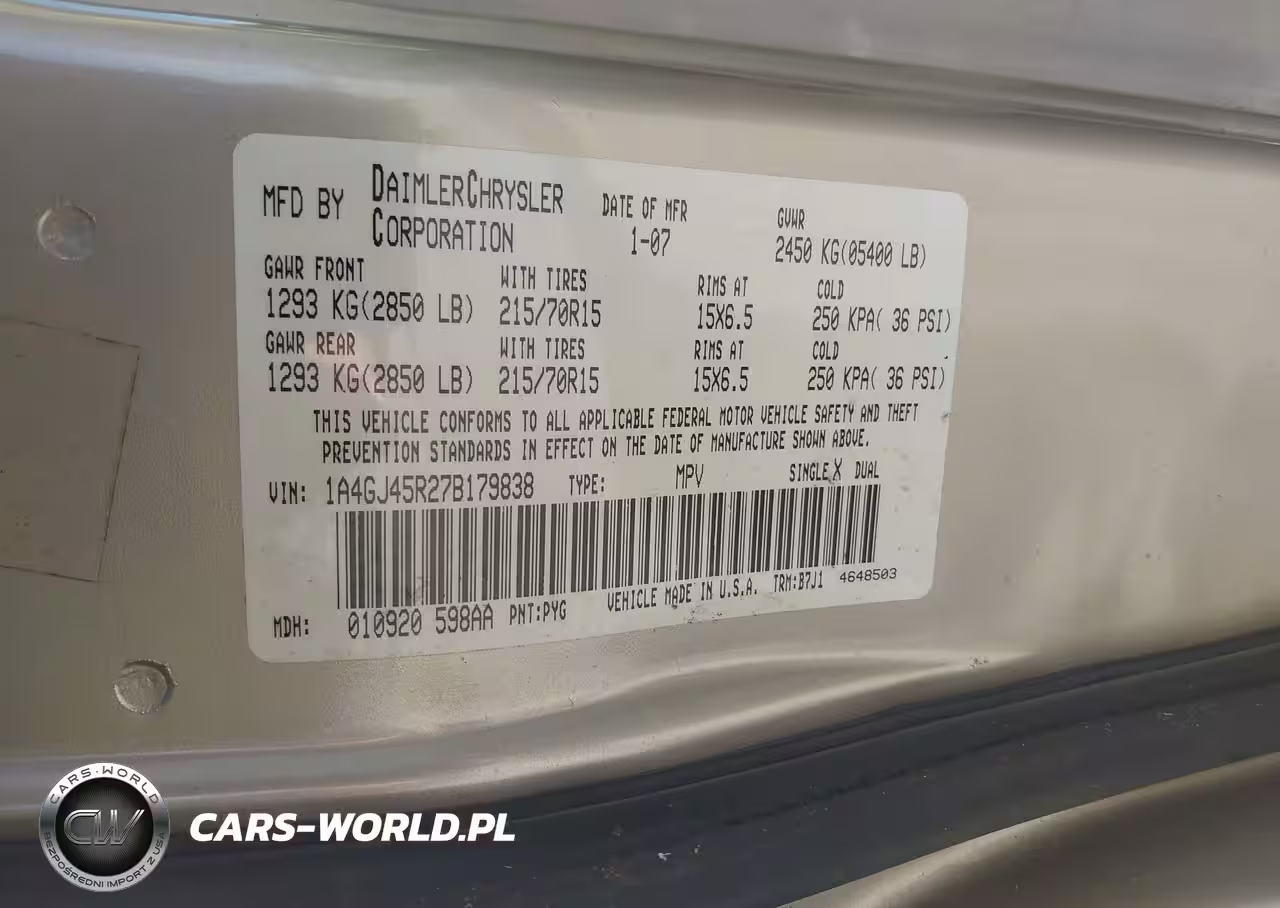 MFD BY DAIMLERCHRYSLER CORPORATION DATE OF MFR 1-07 GVWR 2450 KG(05400 LB)
GAWR FRONT WITH TIRES RIMS AT COLD
1293 KG(2850 LB) 215/70R15 15X6.5 250 KPA( 36 PSI)
GAWR REAR WITH TIRES RIMS AT COLD
1293 KG(2850 LB) 215/70R15 15X6.5 250 KPA( 36 PSI)
THIS VEHICLE CONFORMS TO ALL APPLICABLE FEDERAL MOTOR VEHICLE SAFETY AND THEFT
PREVENTION STANDARDS IN EFFECT ON THE DATE OF MANUFACTURE SHOWN ABOVE.
VIN: 1A4GJ45R27B179838 TYPE: MPV SINGLE X DUAL
MDH: 010920 598AA PNT:PYG VEHICLE MADE IN U.S.A. TRM:B7J1 4648503
CARS-WORLD
CW
BEZPOŚREDNI IMPORT Z USA
CARS-WORLD.PL